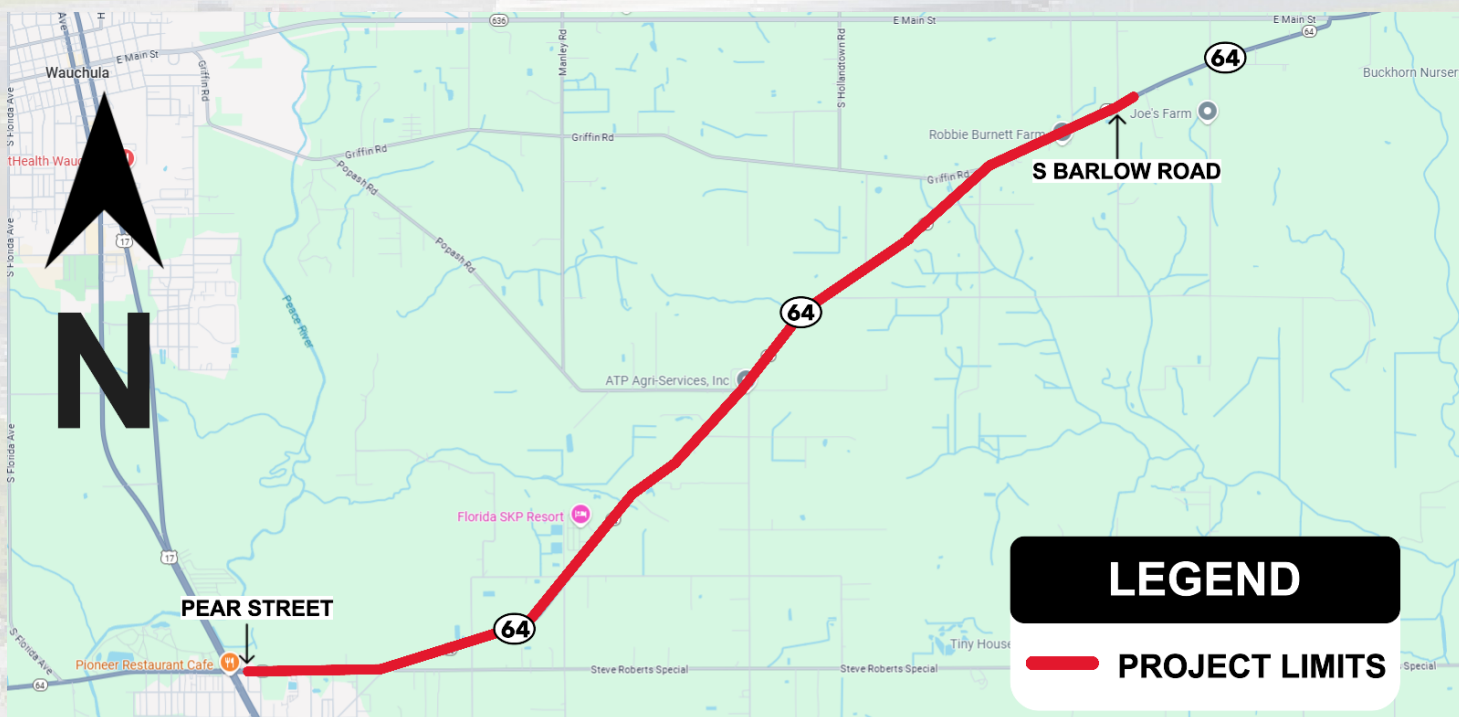 Ave
H
636
E Main St
E Main St
64
64
E Main St
Wauchula
Griffin Rd
Manley Rd
S Hollandtown Rd
Buckhorn Nurser
S Florida Ave
Joe's Farm
Robbie Burnett Farm
Griffin Rd
Griffin Rd
tHealth Wauc
S BARLOW ROAD
Popash Rd
Griffin Rd
S Florida Ave
17
Popash Rd
Peace River
64
N
ATP Agri-Services, Inc
S Florida Ave
Florida SKP Resort
17
LEGEND
PEAR STREET
64
S Florida Ave
Pioneer Restaurant Cafe
Steve Roberts Special
Steve Roberts Special
Tiny House
PROJECT LIMITS
Special
64